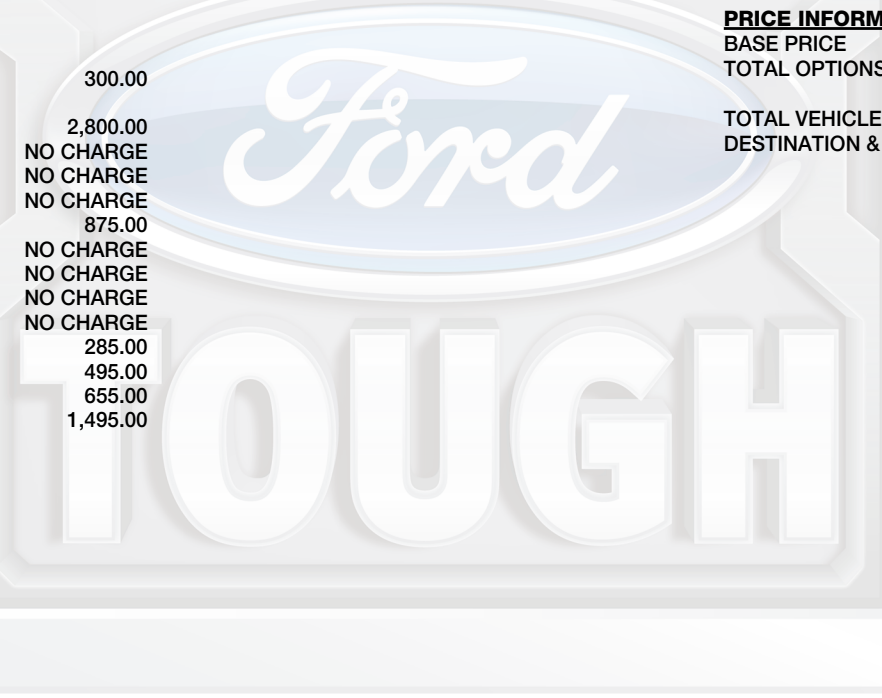 300.00
2,800.00
NO CHARGE
NO CHARGE
NO CHARGE
875.00
NO CHARGE
NO CHARGE
NO CHARGE
NO CHARGE
285.00
495.00
655.00
1,495.00
PRICE INFORM
BASE PRICE
TOTAL OPTIONS
TOTAL VEHICLE
DESTINATION &
Ford
TOUGH